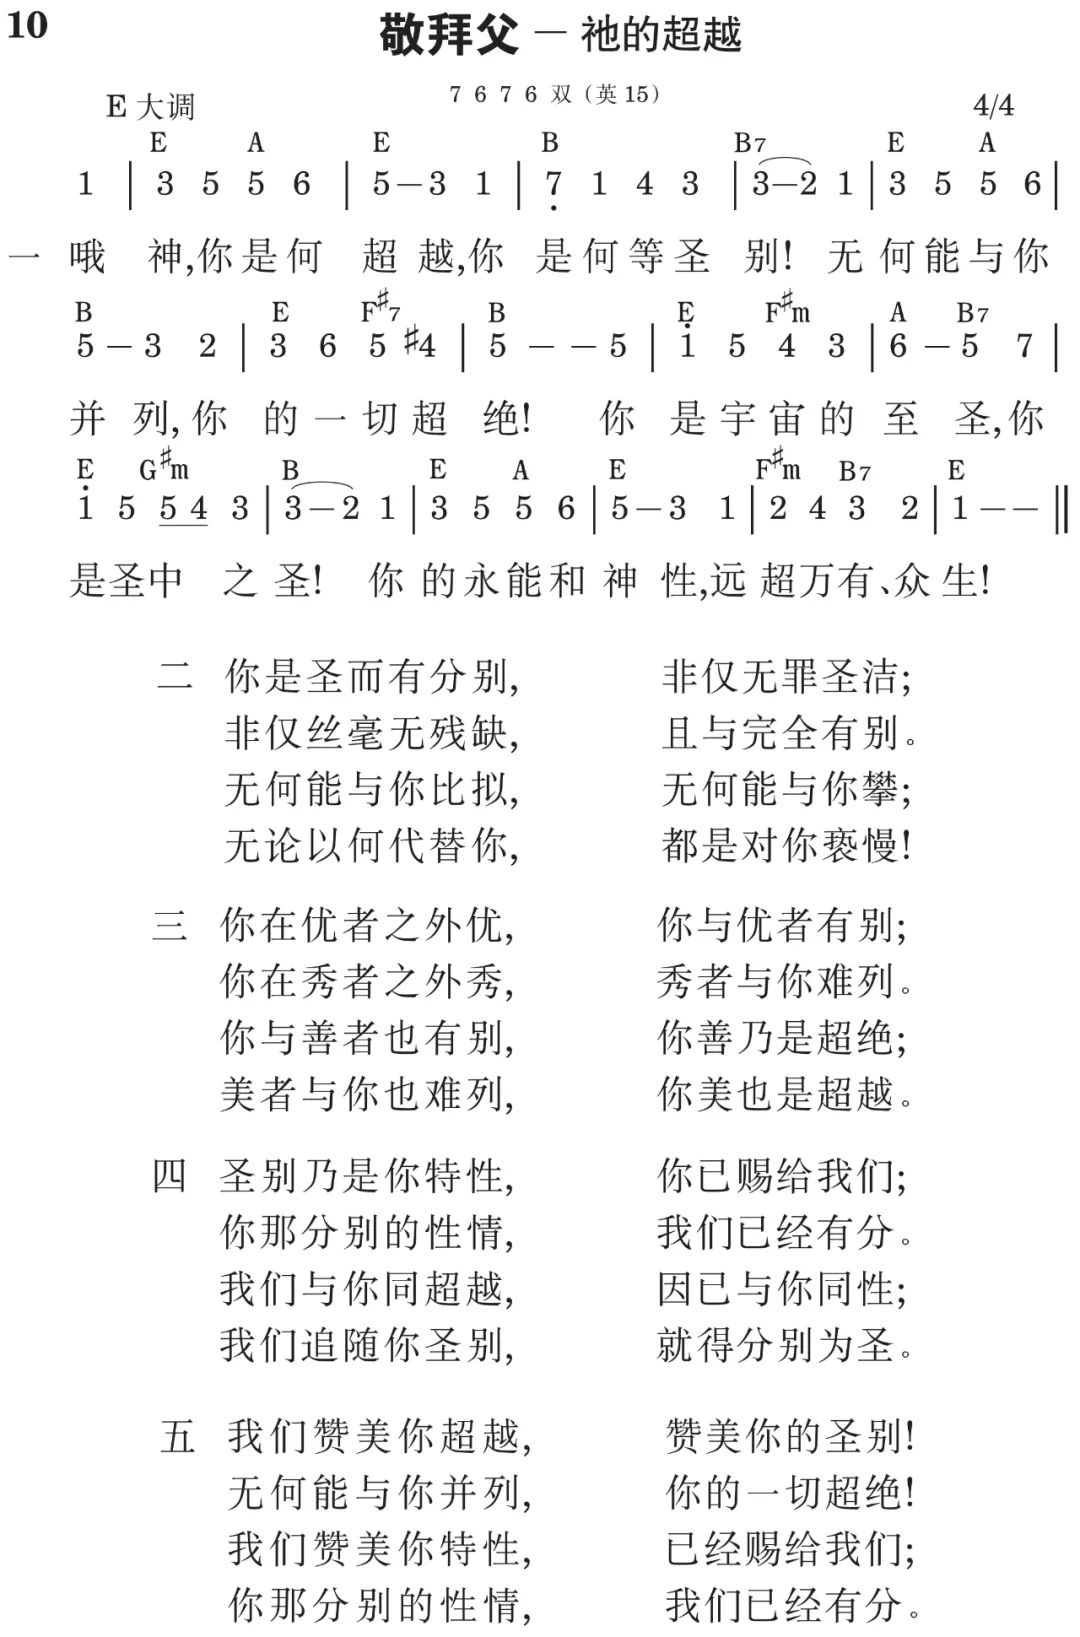 10
敬拜父 — 祂的超越
7 6 7 6 双（英 15）
E 大调 4/4
E A E B B7 E A
1 | 3 5 5 6 | 5 – 3 1 | 7̣ 1 4 3 | 3 – 2 1 | 3 5 5 6 |
一 哦 神,你是何 超 越,你 是何等圣 别! 无何能与你
B E F♯7 B E F♯m A B7
5 – 3 2 | 3 6 5 ♯4 | 5 – – 5 | 1̇ 5 4 3 | 6 – 5 7 |
并 列,你 的一切超 绝! 你 是宇宙的 至 圣,你
E G♯m B E A E F♯m B7 E
1̇ 5 5 4 3 | 3 – 2 1 | 3 5 5 6 | 5 – 3 1 | 2 4 3 2 | 1 – – ‖
是圣中 之 圣! 你 的永能和 神 性,远 超万有、众 生!
二 你是圣而有分别, 非仅无罪圣洁;
非仅丝毫无残缺, 且与完全有别。
无何能与你比拟, 无何能与你攀;
无论以何代替你, 都是对你亵慢!
三 你在优者之外优, 你与优者有别;
你在秀者之外秀, 秀者与你难列。
你与善者也有别, 你善乃是超绝;
美者与你也难列, 你美也是超越。
四 圣别乃是你特性, 你已赐给我们;
你那分别的性情, 我们已经有分。
我们与你同超越, 因已与你同性;
我们追随你圣别, 就得分别为圣。
五 我们赞美你超越, 赞美你的圣别!
无何能与你并列, 你的一切超绝!
我们赞美你特性, 已经赐给我们;
你那分别的性情, 我们已经有分。